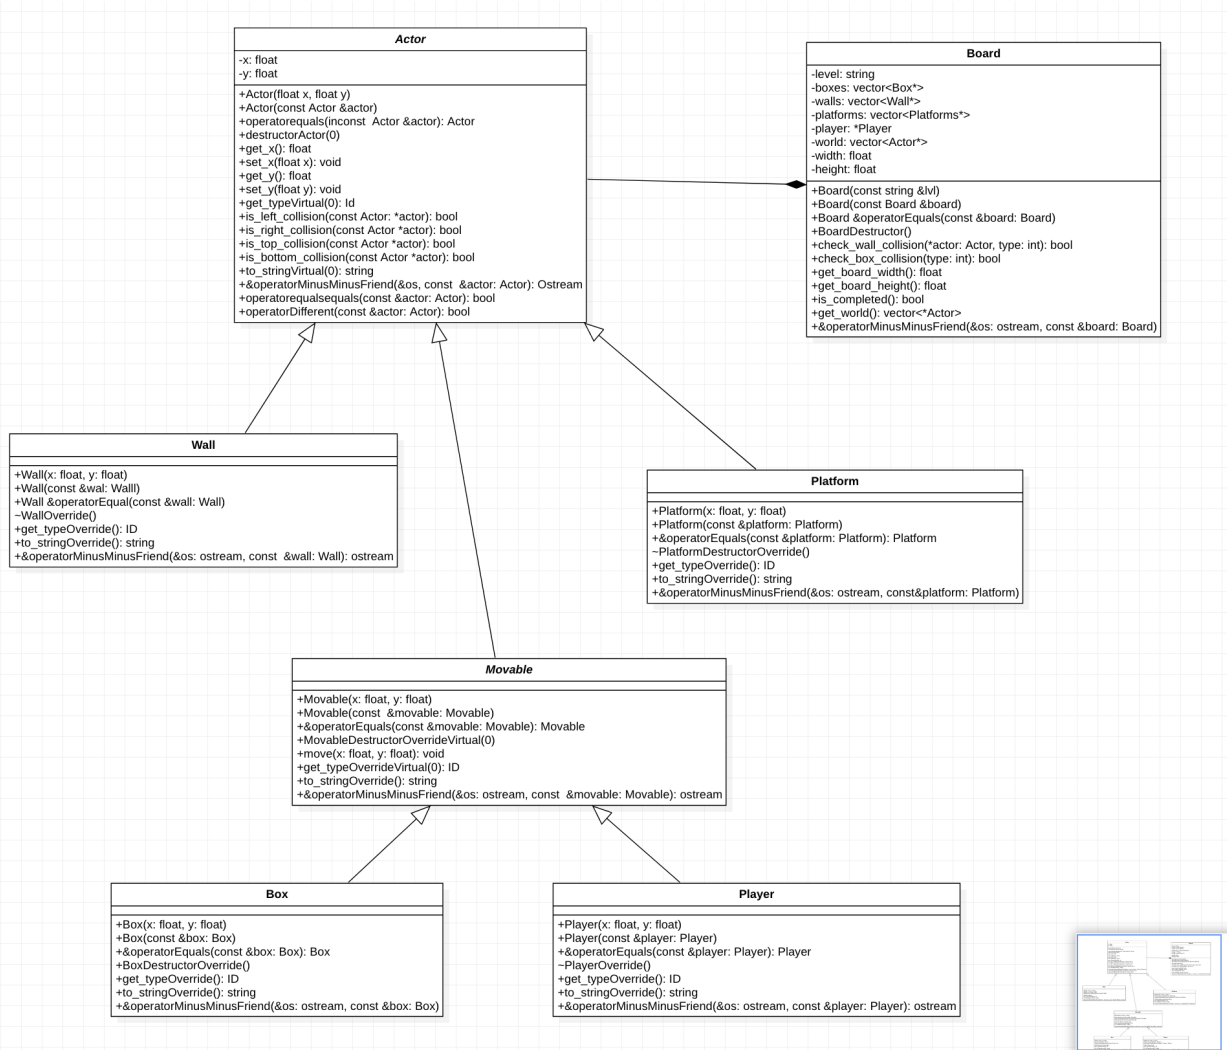 Actor
-x: float
-y: float
+Actor(float x, float y)
+Actor(const Actor &actor)
+operatorequals(inconst  Actor &actor): Actor
+destructorActor(0)
+get_x(): float
+set_x(float x): void
+get_y(): float
+set_y(float y): void
+get_typeVirtual(0): Id
+is_left_collision(const Actor: *actor): bool
+is_right_collision(const Actor *actor): bool
+is_top_collision(const Actor *actor): bool
+is_bottom_collision(const Actor *actor): bool
+to_stringVirtual(0): string
+&operatorMinusMinusFriend(&os, const  &actor: Actor): Ostream
+operatorequalsequals(const &actor: Actor): bool
+operatorDifferent(const &actor: Actor): bool
Board
-level: string
-boxes: vector<Box*>
-walls: vector<Wall*>
-platforms: vector<Platforms*>
-player: *Player
-world: vector<Actor*>
-width: float
-height: float
+Board(const string &lvl)
+Board(const Board &board)
+Board &operatorEquals(const &board: Board)
+BoardDestructor()
+check_wall_collision(*actor: Actor, type: int): bool
+check_box_collision(type: int): bool
+get_board_width(): float
+get_board_height(): float
+is_completed(): bool
+get_world(): vector<*Actor>
+&operatorMinusMinusFriend(&os: ostream, const &board: Board)
Wall
+Wall(x: float, y: float)
+Wall(const &wal: Walll)
+Wall &operatorEqual(const &wall: Wall)
~WallOverride()
+get_typeOverride(): ID
+to_stringOverride(): string
+&operatorMinusMinusFriend(&os: ostream, const  &wall: Wall): ostream
Platform
+Platform(x: float, y: float)
+Platform(const &platform: Platform)
+&operatorEquals(const &platform: Platform): Platform
~PlatformDestructorOverride()
+get_typeOverride(): ID
+to_stringOverride(): string
+&operatorMinusMinusFriend(&os: ostream, const&platform: Platform)
Movable
+Movable(x: float, y: float)
+Movable(const  &movable: Movable)
+&operatorEquals(const &movable: Movable): Movable
+MovableDestructorOverrideVirtual(0)
+move(x: float, y: float): void
+get_typeOverrideVirtual(0): ID
+to_stringOverride(): string
+&operatorMinusMinusFriend(&os: ostream, const  &movable: Movable): ostream
Box
+Box(x: float, y: float)
+Box(const &box: Box)
+&operatorEquals(const &box: Box): Box
+BoxDestructorOverride()
+get_typeOverride(): ID
+to_stringOverride(): string
+&operatorMinusMinusFriend(&os: ostream, const &box: Box)
Player
+Player(x: float, y: float)
+Player(const &player: Player)
+&operatorEquals(const &player: Player): Player
~PlayerOverride()
+get_typeOverride(): ID
+to_stringOverride(): string
+&operatorMinusMinusFriend(&os: ostream, const &player: Player): ostream